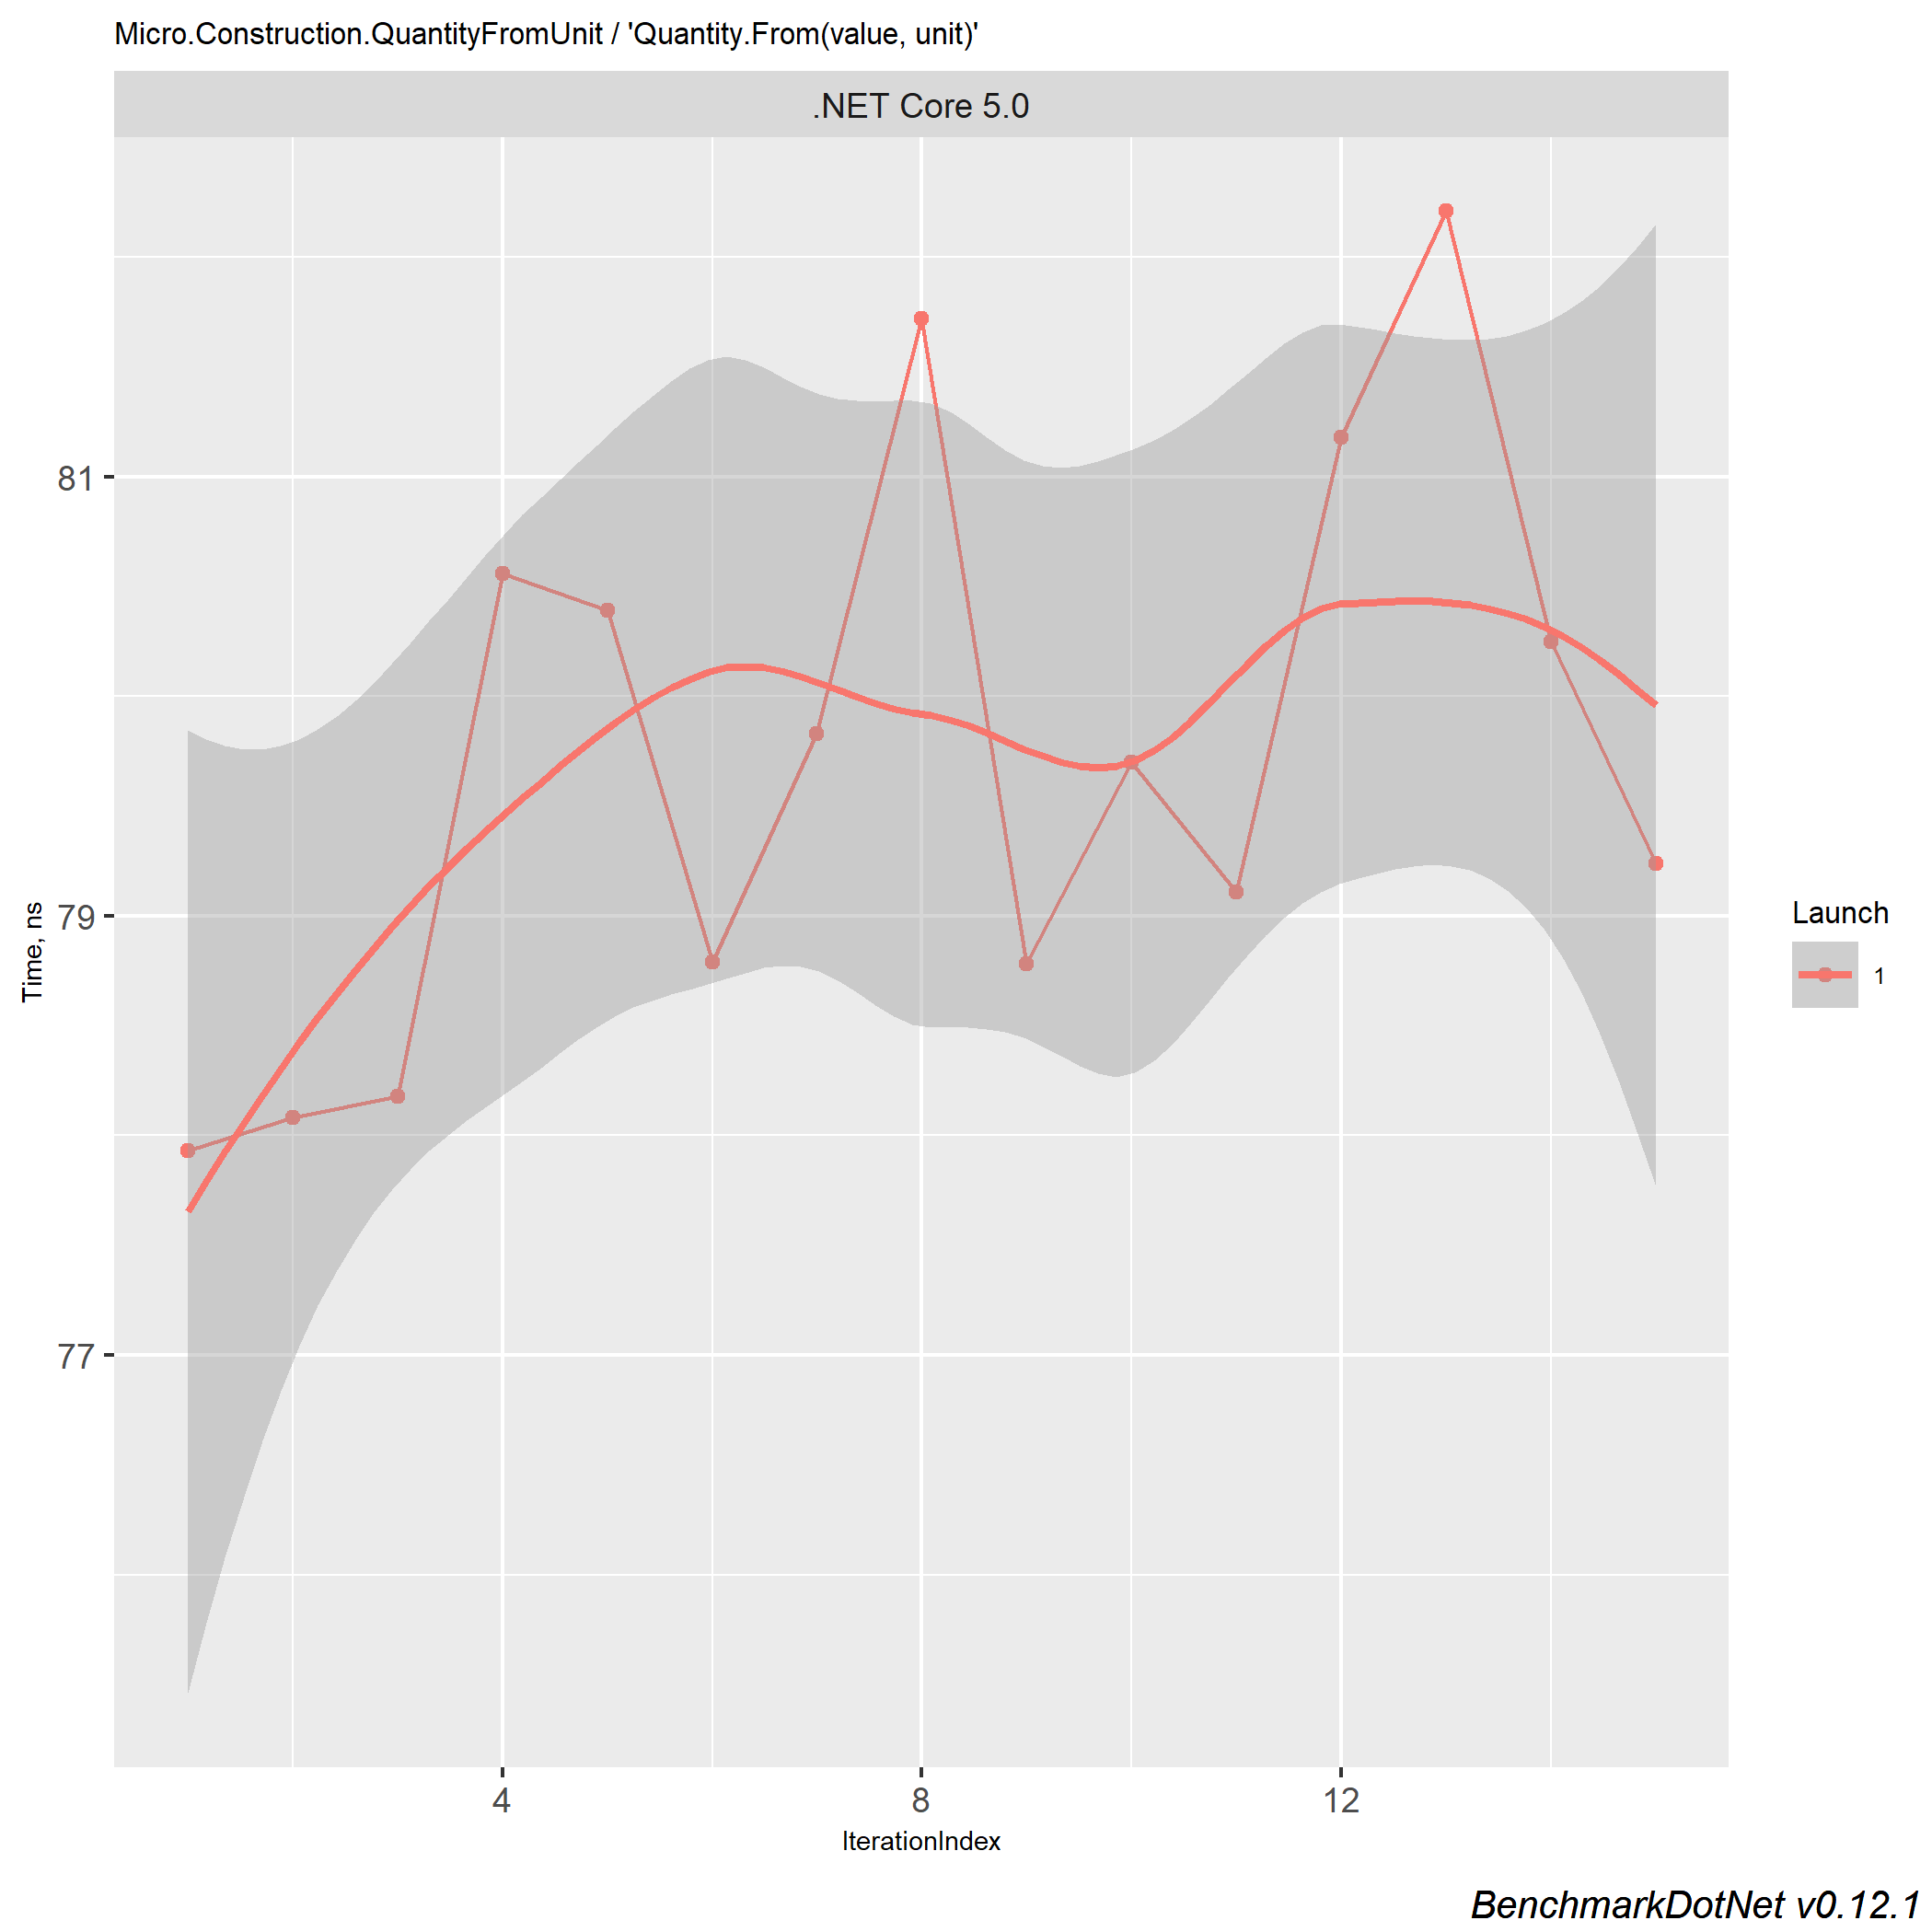 Micro.Construction.QuantityFromUnit / 'Quantity.From(value, unit)'
.NET Core 5.0
81
79
77
Time, ns
4
8
12
IterationIndex
Launch
1
BenchmarkDotNet v0.12.1